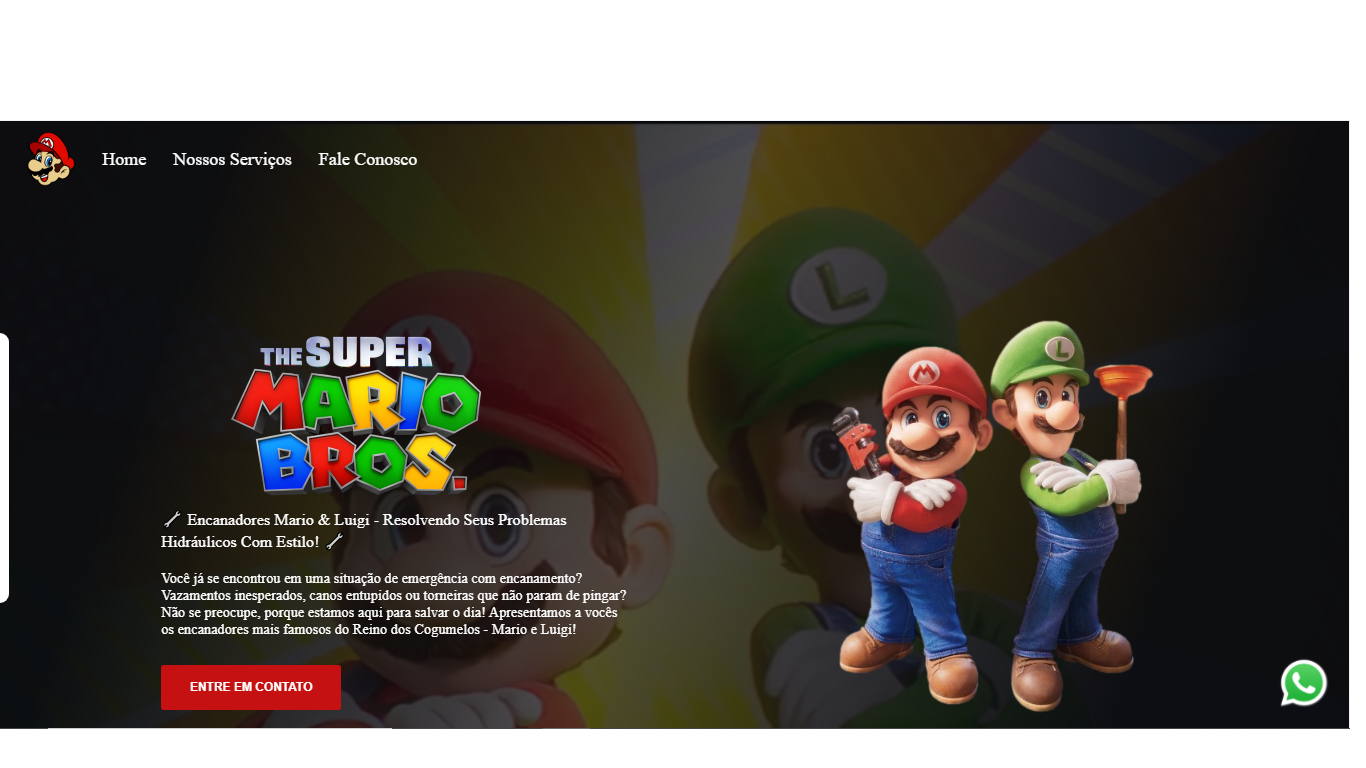 Home Nossos Serviços Fale Conosco
THE SUPER
MARIO
BROS.
Encanadores Mario & Luigi - Resolvendo Seus Problemas
Hidráulicos Com Estilo!
Você já se encontrou em uma situação de emergência com encanamento?
Vazamentos inesperados, canos entupidos ou torneiras que não param de pingar?
Não se preocupe, porque estamos aqui para salvar o dia! Apresentamos a vocês
os encanadores mais famosos do Reino dos Cogumelos - Mario e Luigi!
ENTRE EM CONTATO
M
L
M
L